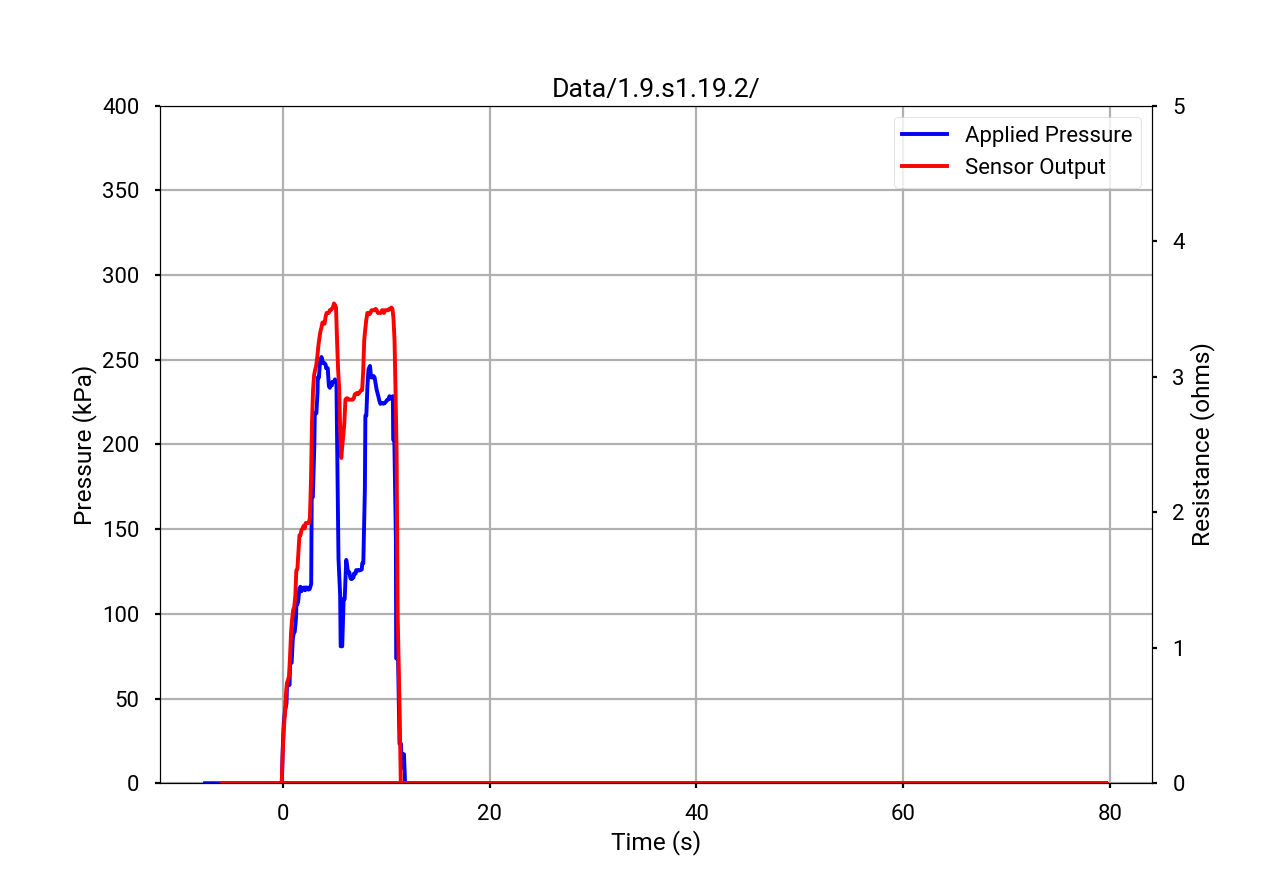 Data/1.9.s1.19.2/
400
350
300
250
200
150
100
50
0
Pressure (kPa)
Applied Pressure
Sensor Output
5
4
3
2
1
0
Resistance (ohms)
0 20 40 60 80
Time (s)